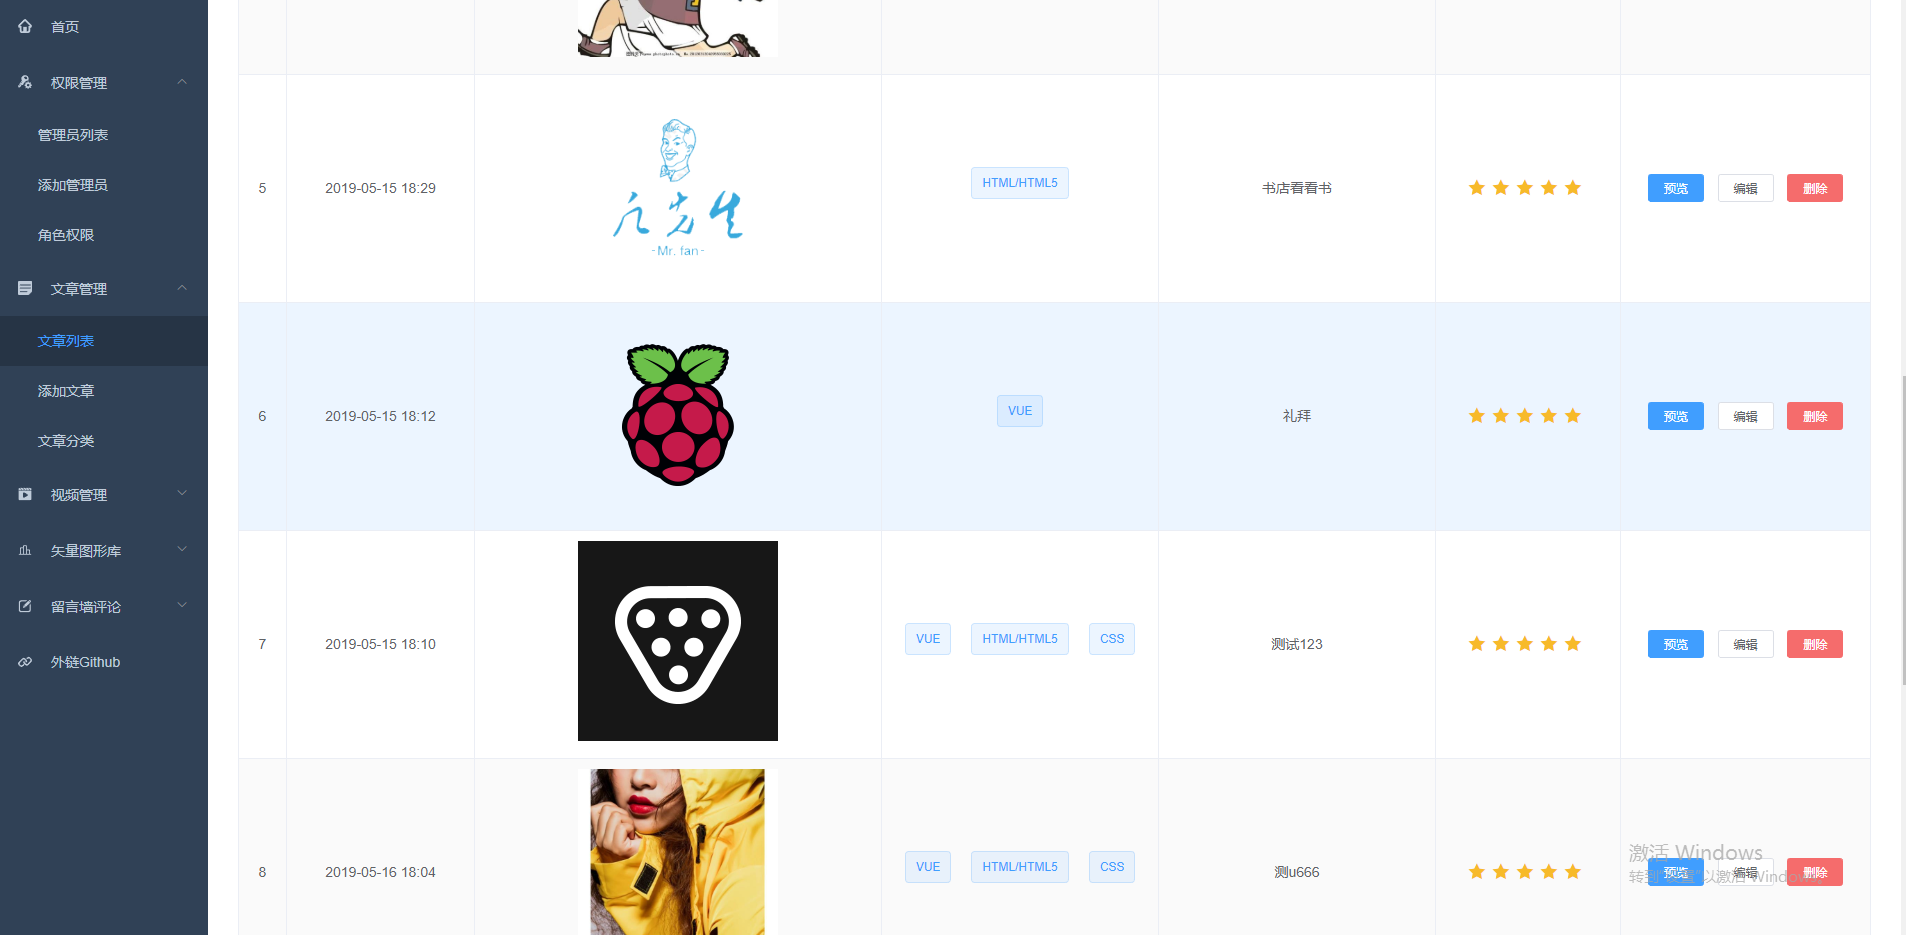 首页
权限管理
管理员列表
添加管理员
角色权限
文章管理
文章列表
添加文章
文章分类
视频管理
矢量图形库
留言墙评论
外链Github
5 2019-05-15 18:29 凡先生 -Mr. fan- HTML/HTML5 书店看看书 预览 编辑 删除
6 2019-05-15 18:12 VUE 礼拜 预览 编辑 删除
7 2019-05-15 18:10 VUE HTML/HTML5 CSS 测试123 预览 编辑 删除
8 2019-05-16 18:04 VUE HTML/HTML5 CSS 测u666 预览 编辑 删除
激活 Windows
转到"设置"以激活 Windows。